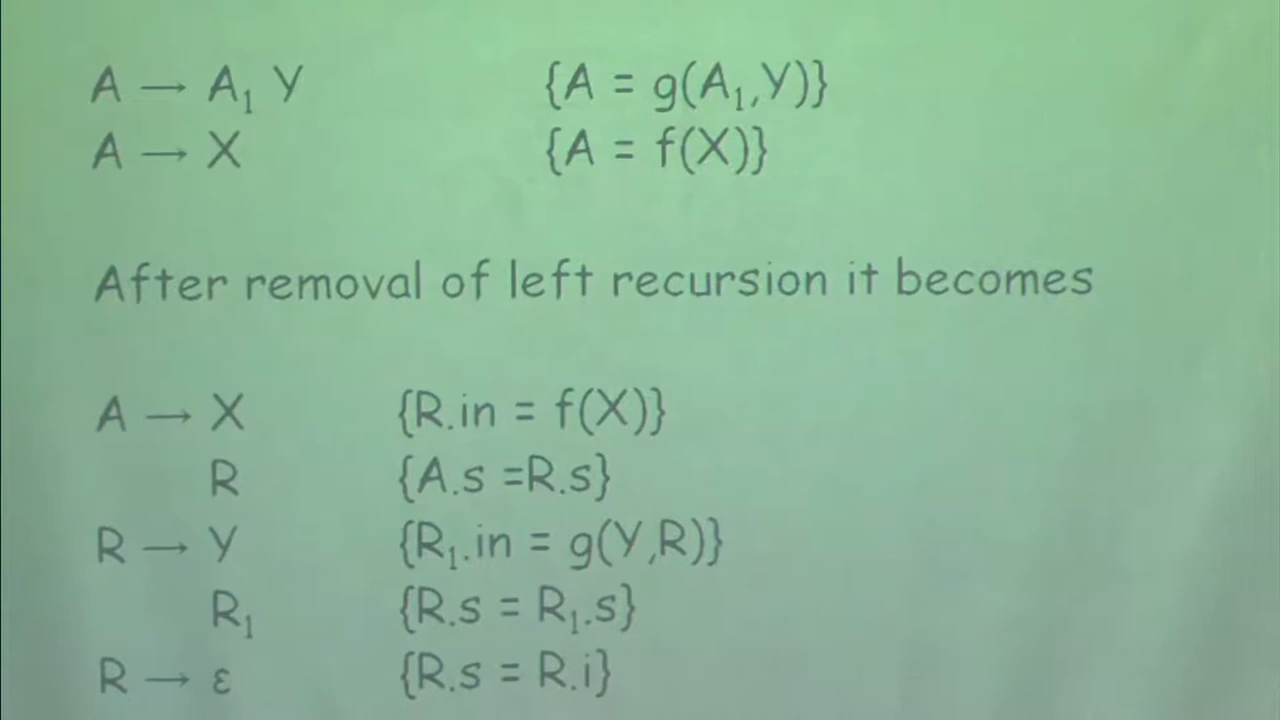 A → A₁ Y {A = g(A₁,Y)}
A → X {A = f(X)}
After removal of left recursion it becomes
A → X {R.in = f(X)}
R {A.s =R.s}
R → Y {R₁.in = g(Y,R)}
R₁ {R.s = R₁.s}
R → ε {R.s = R.i}